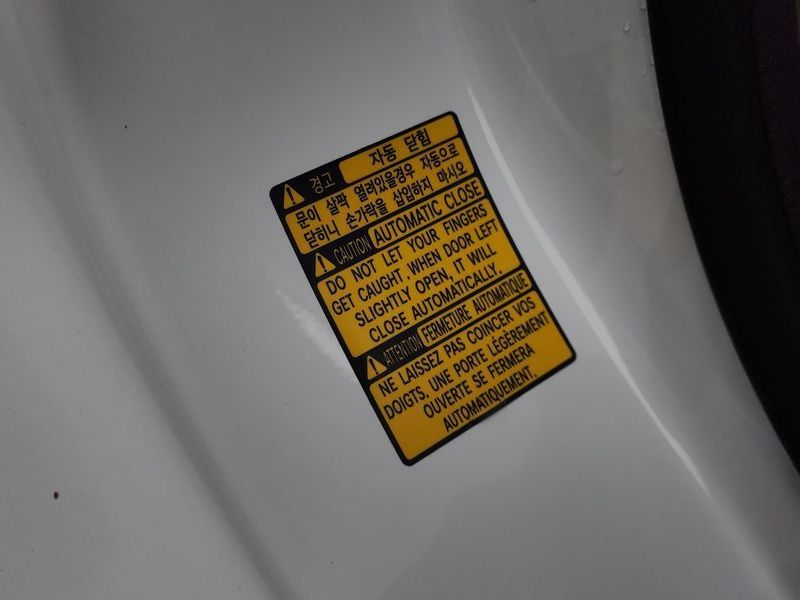 경고 자동 닫힘
문이 살짝 열려있을경우 자동으로
닫히니 손가락을 삽입하지 마시오
CAUTION AUTOMATIC CLOSE
DO NOT LET YOUR FINGERS
GET CAUGHT. WHEN DOOR LEFT
SLIGHTLY OPEN, IT WILL
CLOSE AUTOMATICALLY.
ATTENTION FERMETURE AUTOMATIQUE
NE LAISSEZ PAS COINCER VOS
DOIGTS. UNE PORTE LÉGÈREMENT
OUVERTE SE FERMERA
AUTOMATIQUEMENT.